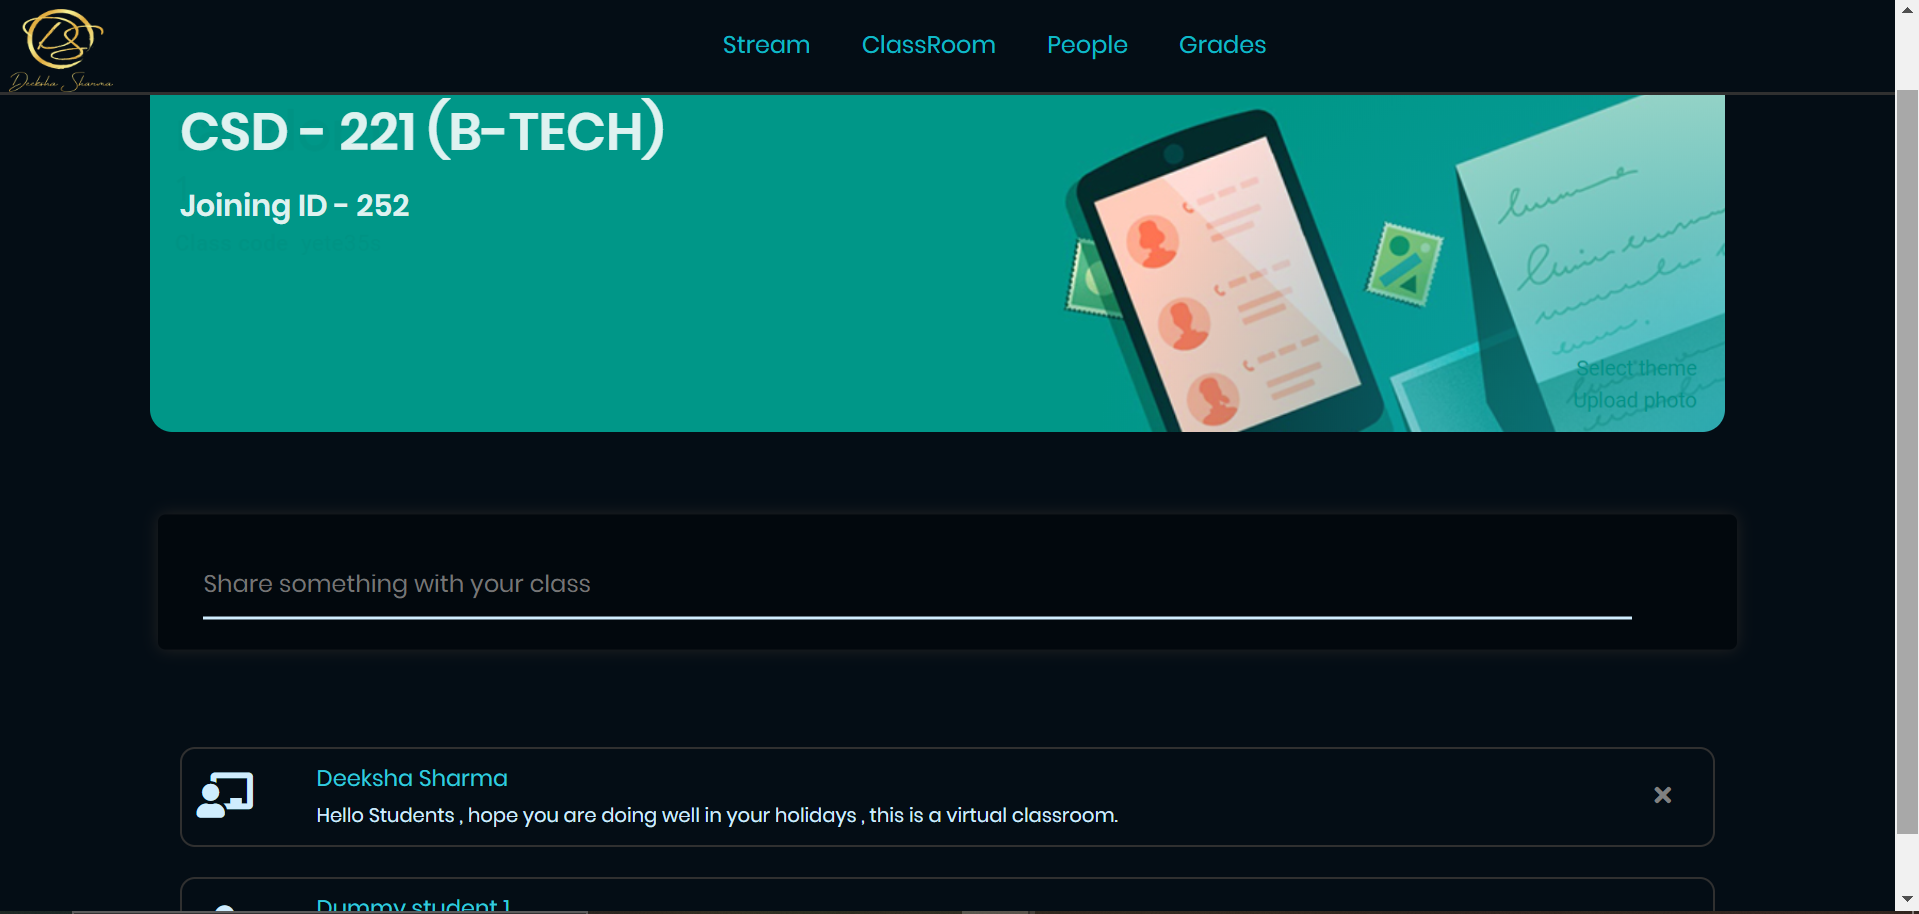 Deeksha Sharma
Stream ClassRoom People Grades
CSD - 221 (B-TECH)
Joining ID - 252
Class code
Select theme
Upload photo
Share something with your class
Deeksha Sharma
Hello Students , hope you are doing well in your holidays , this is a virtual classroom.
Dummy student 1